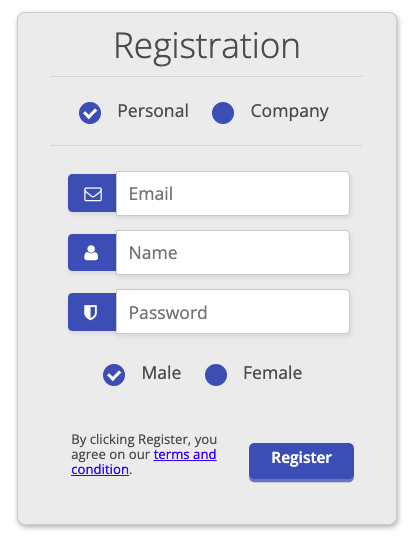 Registration
Personal Company
Email
Name
Password
Male Female
By clicking Register, you
agree on our terms and
condition.
Register